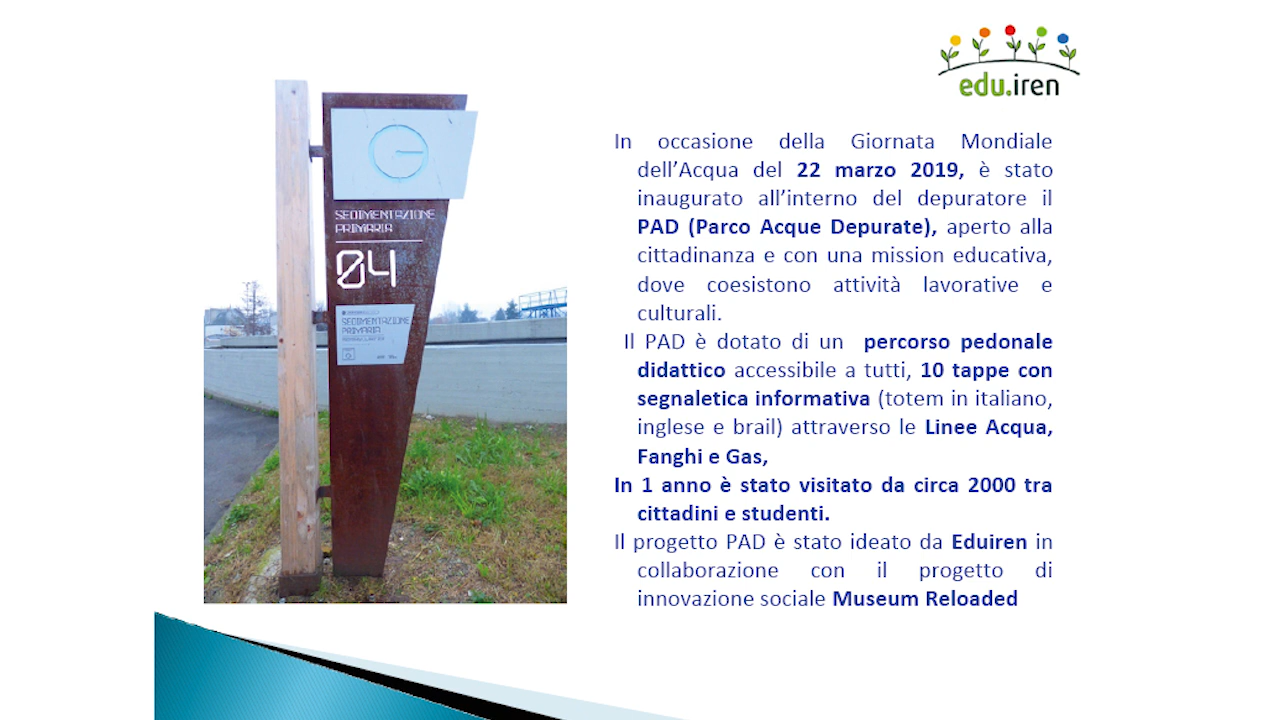 edu.iren
SEDIMENTAZIONE
PRIMARIA
04
SEDIMENTAZIONE
PRIMARIA
In occasione della Giornata Mondiale
dell’Acqua del 22 marzo 2019, è stato
inaugurato all’interno del depuratore il
PAD (Parco Acque Depurate), aperto alla
cittadinanza e con una mission educativa,
dove coesistono attività lavorative e
culturali.
Il PAD è dotato di un percorso pedonale
didattico accessibile a tutti, 10 tappe con
segnaletica informativa (totem in italiano,
inglese e brail) attraverso le Linee Acqua,
Fanghi e Gas,
In 1 anno è stato visitato da circa 2000 tra
cittadini e studenti.
Il progetto PAD è stato ideato da Eduiren in
collaborazione con il progetto di
innovazione sociale Museum Reloaded